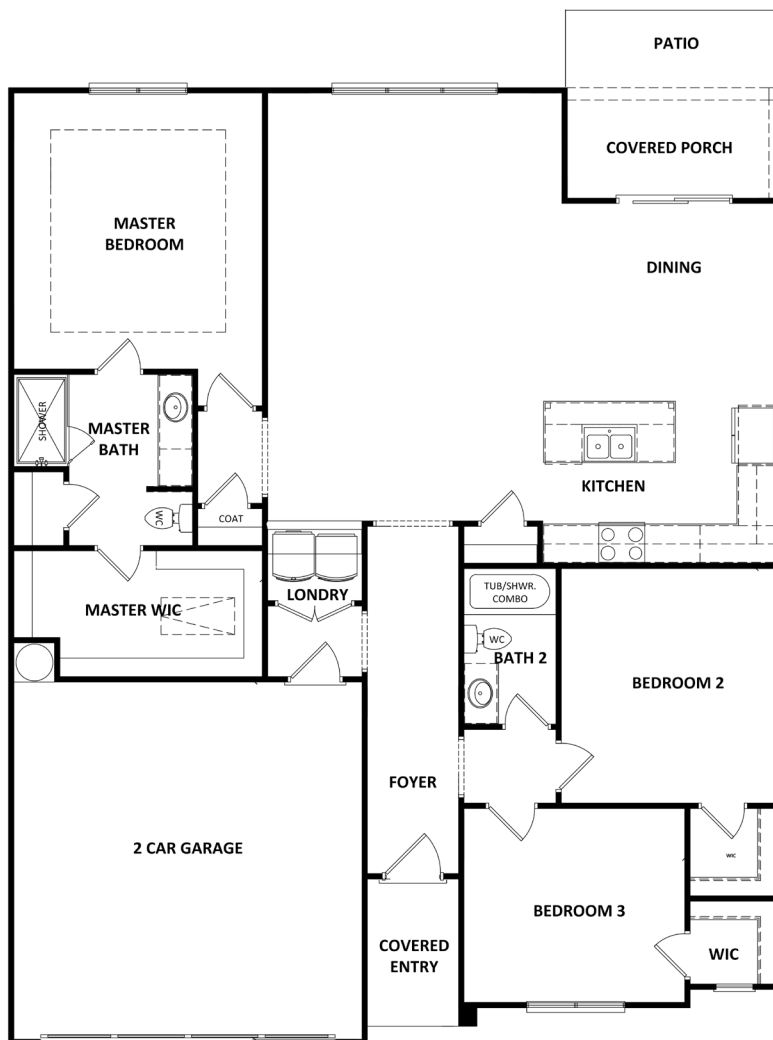 PATIO
COVERED PORCH
MASTER
BEDROOM
DINING
SHOWER
MASTER
BATH
KITCHEN
WC
COAT
TUB/SHWR.
COMBO
LONDRY
MASTER WIC
WC
BATH 2
BEDROOM 2
FOYER
2 CAR GARAGE
WIC
BEDROOM 3
COVERED
ENTRY
WIC